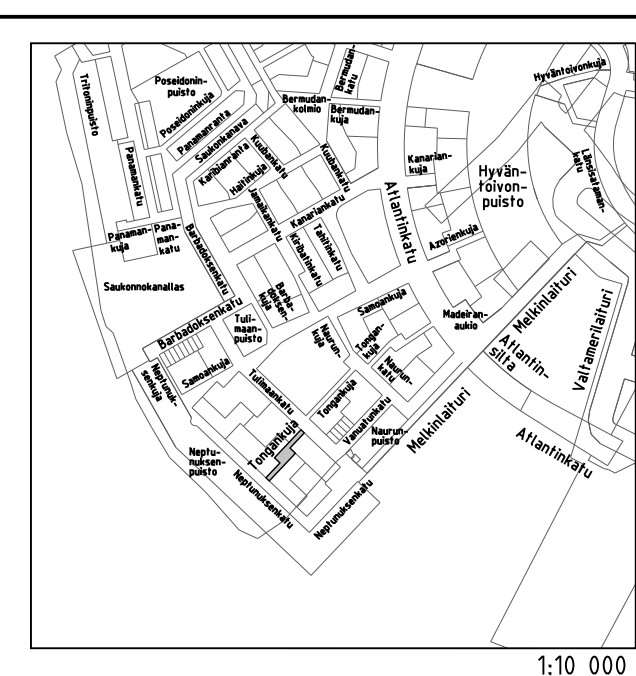 Tritoninpuisto
Poseidonin-
puisto
Poseidoninkuja
Panamanranta
Saukonkanava
Karibianranta
Haitinkuja
Kuubankatu
Bermudan-
katu
Bermudan-
kolmio
Bermudan-
kuja
Kuubankatu
Hyväntoivonkuja
Länsisataman-
katu
Kanarian-
kuja
Hyvän-
toivon-
puisto
Panamankatu
Jamaikankatu
Kanariankatu
Atlantinkatu
Azorienkuja
Panaman-
kuja
Pana-
man-
katu
Barbadoksenkatu
Kiribatinkatu
Tahitinkatu
Saukonnokanallas
Barba-
doksen-
kuja
Samoankuja
Madeiran-
aukio
Melkinlaituri
Valtamerilaituri
Barbadoksenkatu
Tuli-
maan-
puisto
Naurun-
kuja
Tongan-
kuja
Naurun-
katu
Atlantin-
silta
Neptunuk-
senkuja
Samoankuja
Tulimaankatu
Tongankuja
Vanuatunkatu
Naurun-
puisto
Melkinlaituri
Atlantinkatu
Tongankuja
Neptu-
nuksen-
puisto
Neptunuksenkatu
Neptunuksenkatu
1:10 000